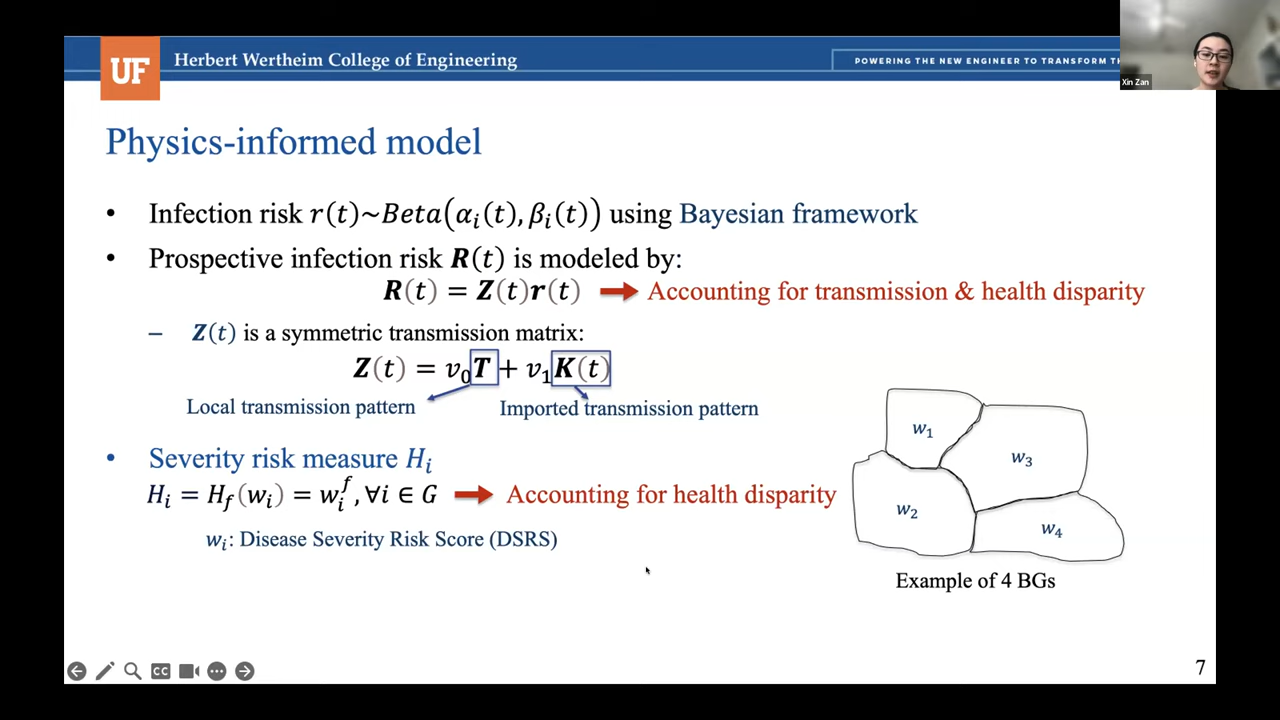 UF
Herbert Wertheim College of Engineering
POWERING THE NEW ENGINEER TO TRANSFORM TH
Xin Zan
Physics-informed model
• Infection risk r(t)~Beta(αᵢ(t), βᵢ(t)) using Bayesian framework
• Prospective infection risk R(t) is modeled by:
R(t) = Z(t)r(t) Accounting for transmission & health disparity
– Z(t) is a symmetric transmission matrix:
Z(t) = v₀T + v₁K(t)
Local transmission pattern Imported transmission pattern
• Severity risk measure Hᵢ
Hᵢ = H_f(wᵢ) = wᵢ^f, ∀i ∈ G Accounting for health disparity
wᵢ: Disease Severity Risk Score (DSRS)
w₁
w₃
w₂
w₄
Example of 4 BGs
CC
7